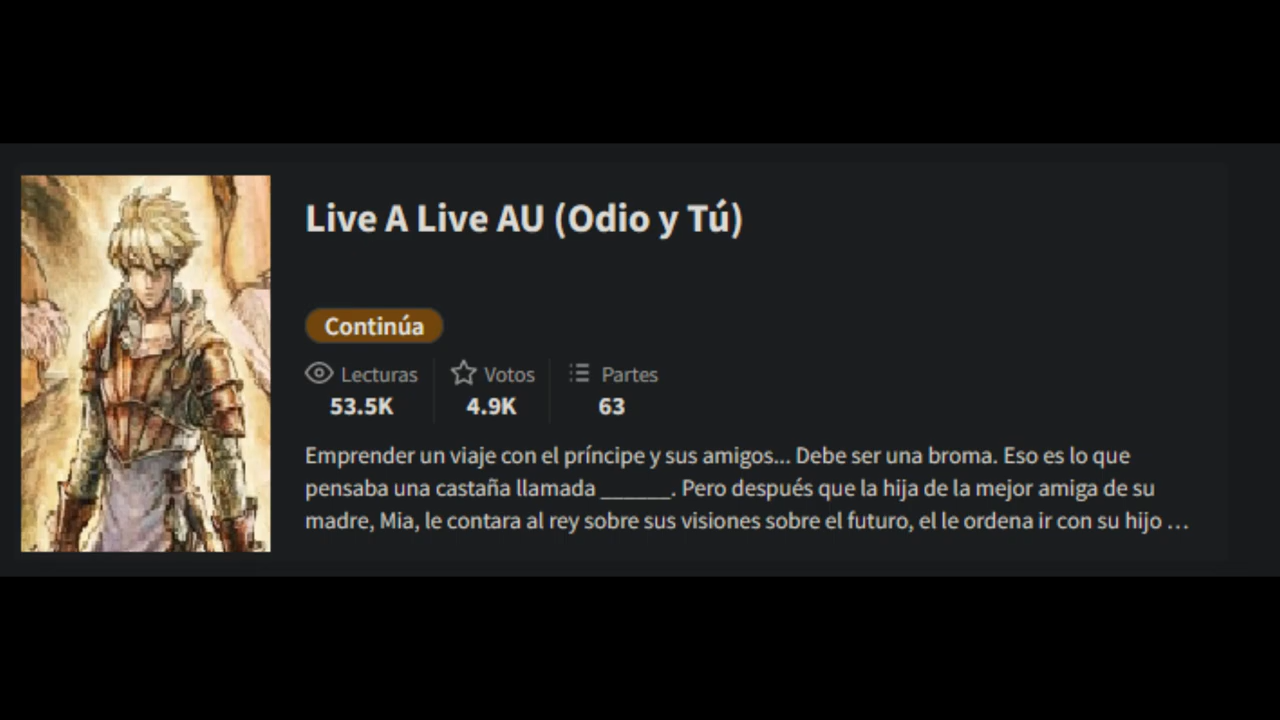 Live A Live AU (Odio y Tú)
Continúa
Lecturas
53.5K
Votos
4.9K
Partes
63
Emprender un viaje con el príncipe y sus amigos... Debe ser una broma. Eso es lo que
pensaba una castaña llamada ______. Pero después que la hija de la mejor amiga de su
madre, Mia, le contara al rey sobre sus visiones sobre el futuro, el le ordena ir con su hijo …